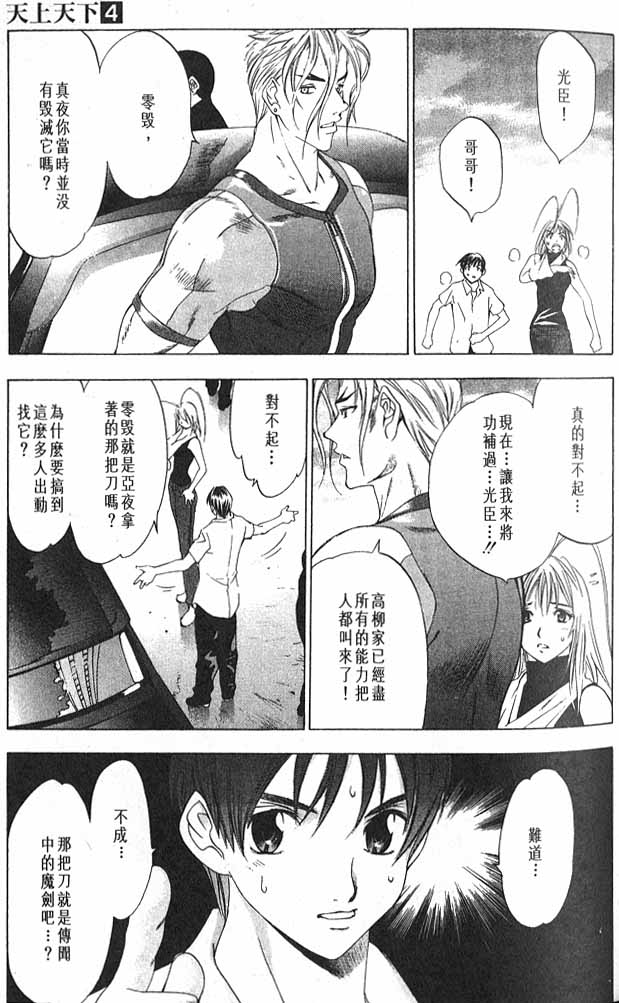 天上天下4
光臣！
哥哥！
零毀，
真夜你當時並没
有毀滅它嗎？
真的對不起…
現在…讓我來將
功補過…光臣…!!
高柳家已經盡
所有的能力把
人都叫來了！
對不起…
零毀就是亞夜拿
著的那把刀嗎？
為什麼要搞到
這麼多人出動
找它？
難道…
不成…
那把刀就是傳聞
中的魔劍吧…？